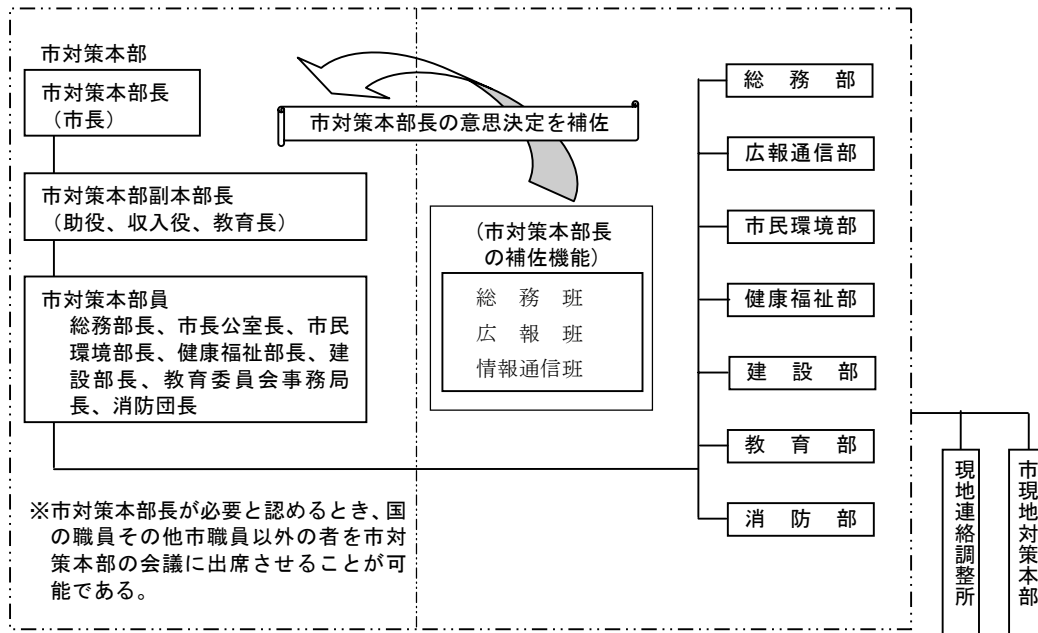 市対策本部
市対策本部長
（市長）
市対策本部副本部長
（助役、収入役、教育長）
市対策本部員
総務部長、市長公室長、市民
環境部長、健康福祉部長、建
設部長、教育委員会事務局
長、消防団長
※市対策本部長が必要と認めるとき、国
の職員その他市職員以外の者を市対
策本部の会議に出席させることが可
能である。
市対策本部長の意思決定を補佐
（市対策本部長
の補佐機能）
総　務　班
広　報　班
情報通信班
総　務　部
広報通信部
市民環境部
健康福祉部
建　設　部
教　育　部
消　防　部
現地連絡調整所
市現地対策本部